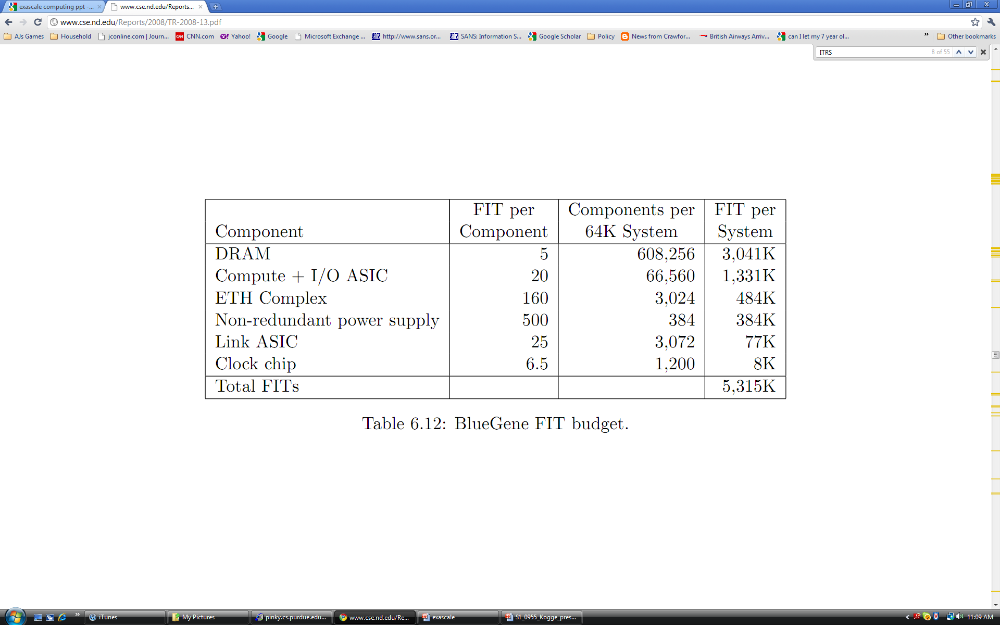 exascale computing ppt -...
www.cse.nd.edu/Reports...
www.cse.nd.edu/Reports/2008/TR-2008-13.pdf
AJs Games Household jconline.com | Journ... CNN.com Yahoo! Google Microsoft Exchange ... http://www.sans.or... SANS: Information S... Google Scholar Policy News from Crawfor... British Airways Arriv... can I let my 7 year ol... » Other bookmarks
ITRS 8 of 55
FIT per Components per FIT per
Component Component 64K System System
DRAM 5 608,256 3,041K
Compute + I/O ASIC 20 66,560 1,331K
ETH Complex 160 3,024 484K
Non-redundant power supply 500 384 384K
Link ASIC 25 3,072 77K
Clock chip 6.5 1,200 8K
Total FITs 5,315K
Table 6.12: BlueGene FIT budget.
» iTunes My Pictures pinky.cs.purdue.edu... www.cse.nd.edu/Re... exascale S1_0955_Kogge_pres... < 11:09 AM